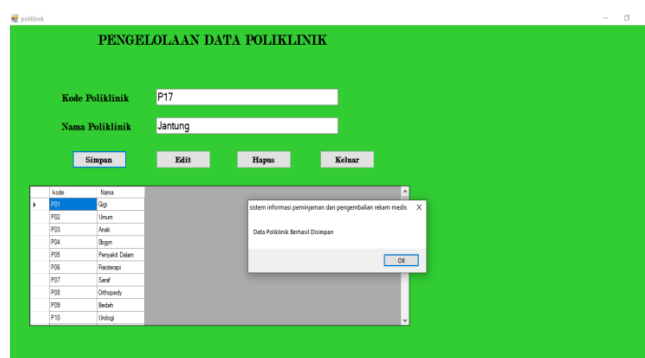 poliklinik
PENGELOLAAN DATA POLIKLINIK
Kode Poliklinik P17
Nama Poliklinik Jantung
Simpan Edit Hapus Keluar
kode Nama
P01 Gigi
P02 Umum
P03 Anak
P04 Obgyn
P05 Penyakit Dalam
P06 Fisioterapi
P07 Saraf
P08 Orthopedy
P09 Bedah
P10 Urologi
sistem informasi peminjaman dan pengembalian rekam medis
Data Poliklinik Berhasil Disimpan
OK